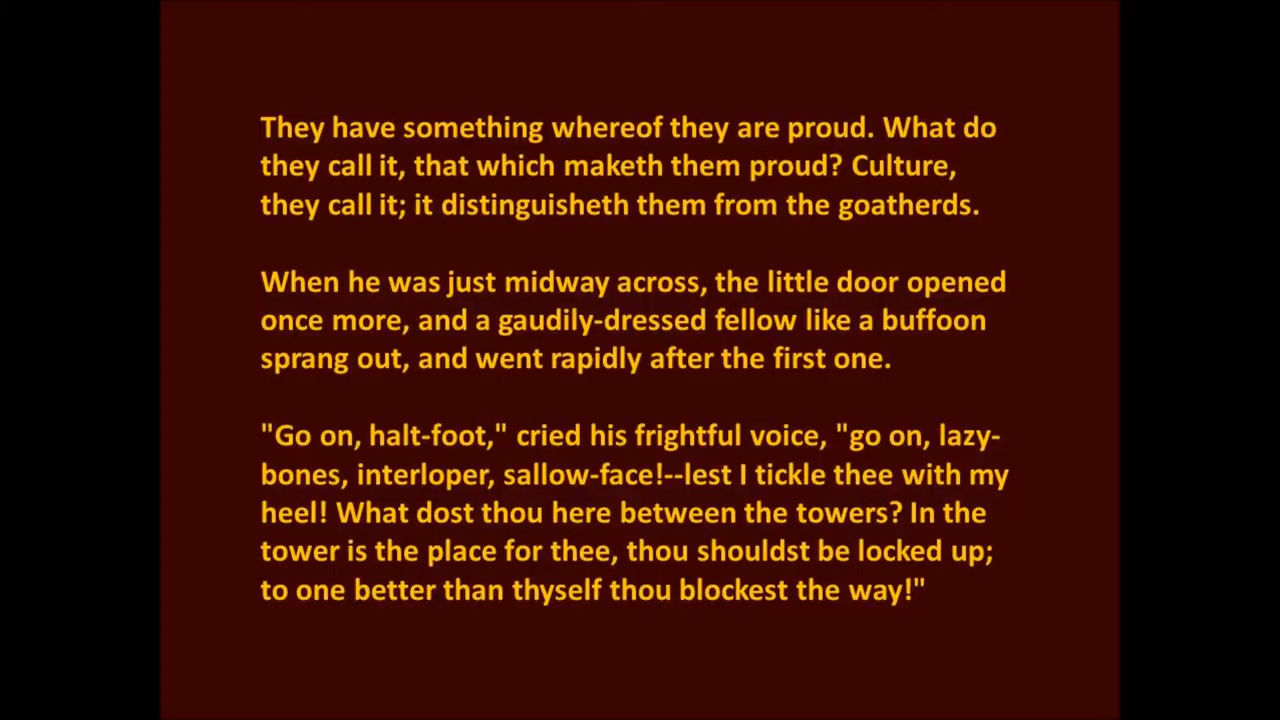 They have something whereof they are proud. What do
they call it, that which maketh them proud? Culture,
they call it; it distinguisheth them from the goatherds.
When he was just midway across, the little door opened
once more, and a gaudily-dressed fellow like a buffoon
sprang out, and went rapidly after the first one.
"Go on, halt-foot," cried his frightful voice, "go on, lazy-
bones, interloper, sallow-face!--lest I tickle thee with my
heel! What dost thou here between the towers? In the
tower is the place for thee, thou shouldst be locked up;
to one better than thyself thou blockest the way!"